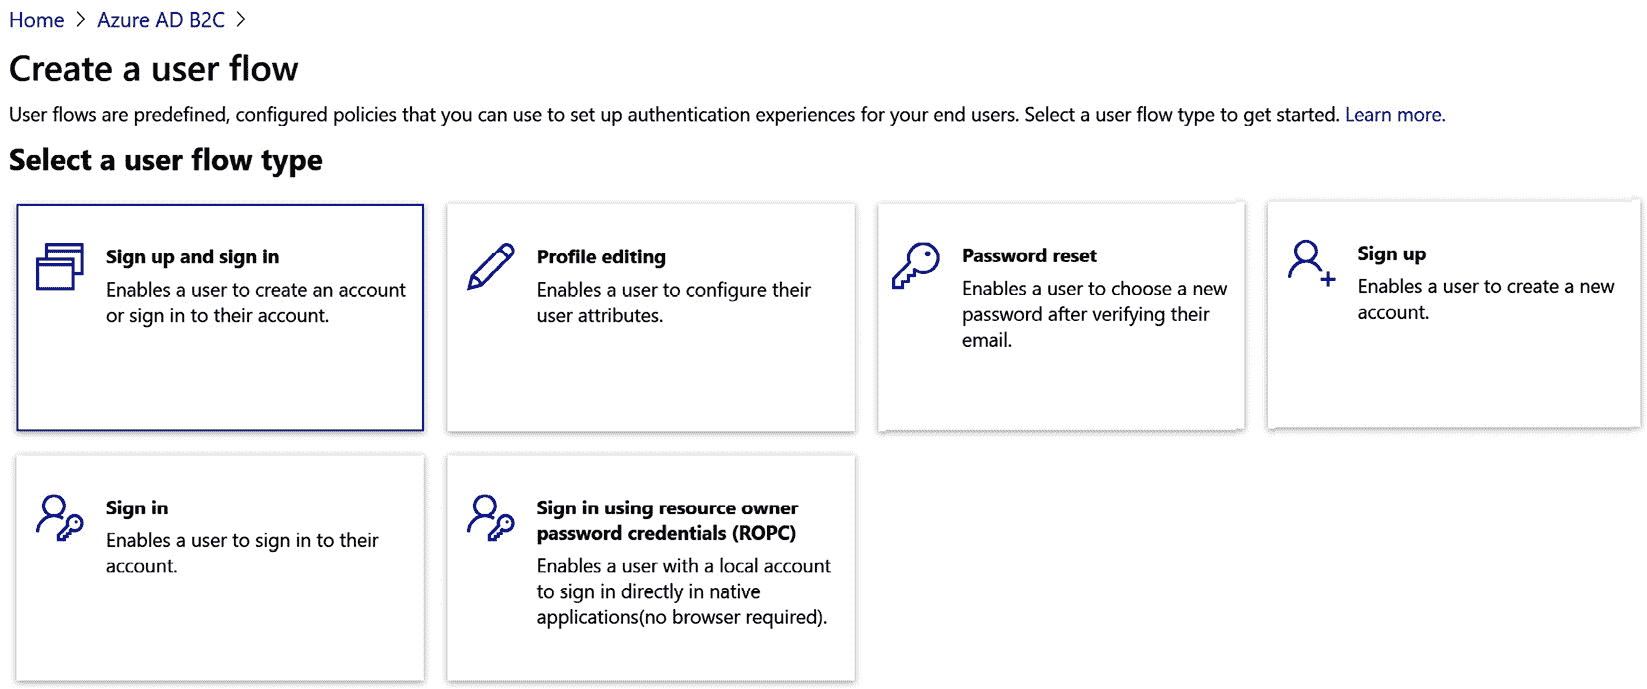 Home > Azure AD B2C >
Create a user flow
User flows are predefined, configured policies that you can use to set up authentication experiences for your end users. Select a user flow type to get started. Learn more.
Select a user flow type
Sign up and sign in
Enables a user to create an account
or sign in to their account.
Profile editing
Enables a user to configure their
user attributes.
Password reset
Enables a user to choose a new
password after verifying their
email.
Sign up
Enables a user to create a new
account.
Sign in
Enables a user to sign in to their
account.
Sign in using resource owner
password credentials (ROPC)
Enables a user with a local account
to sign in directly in native
applications(no browser required).